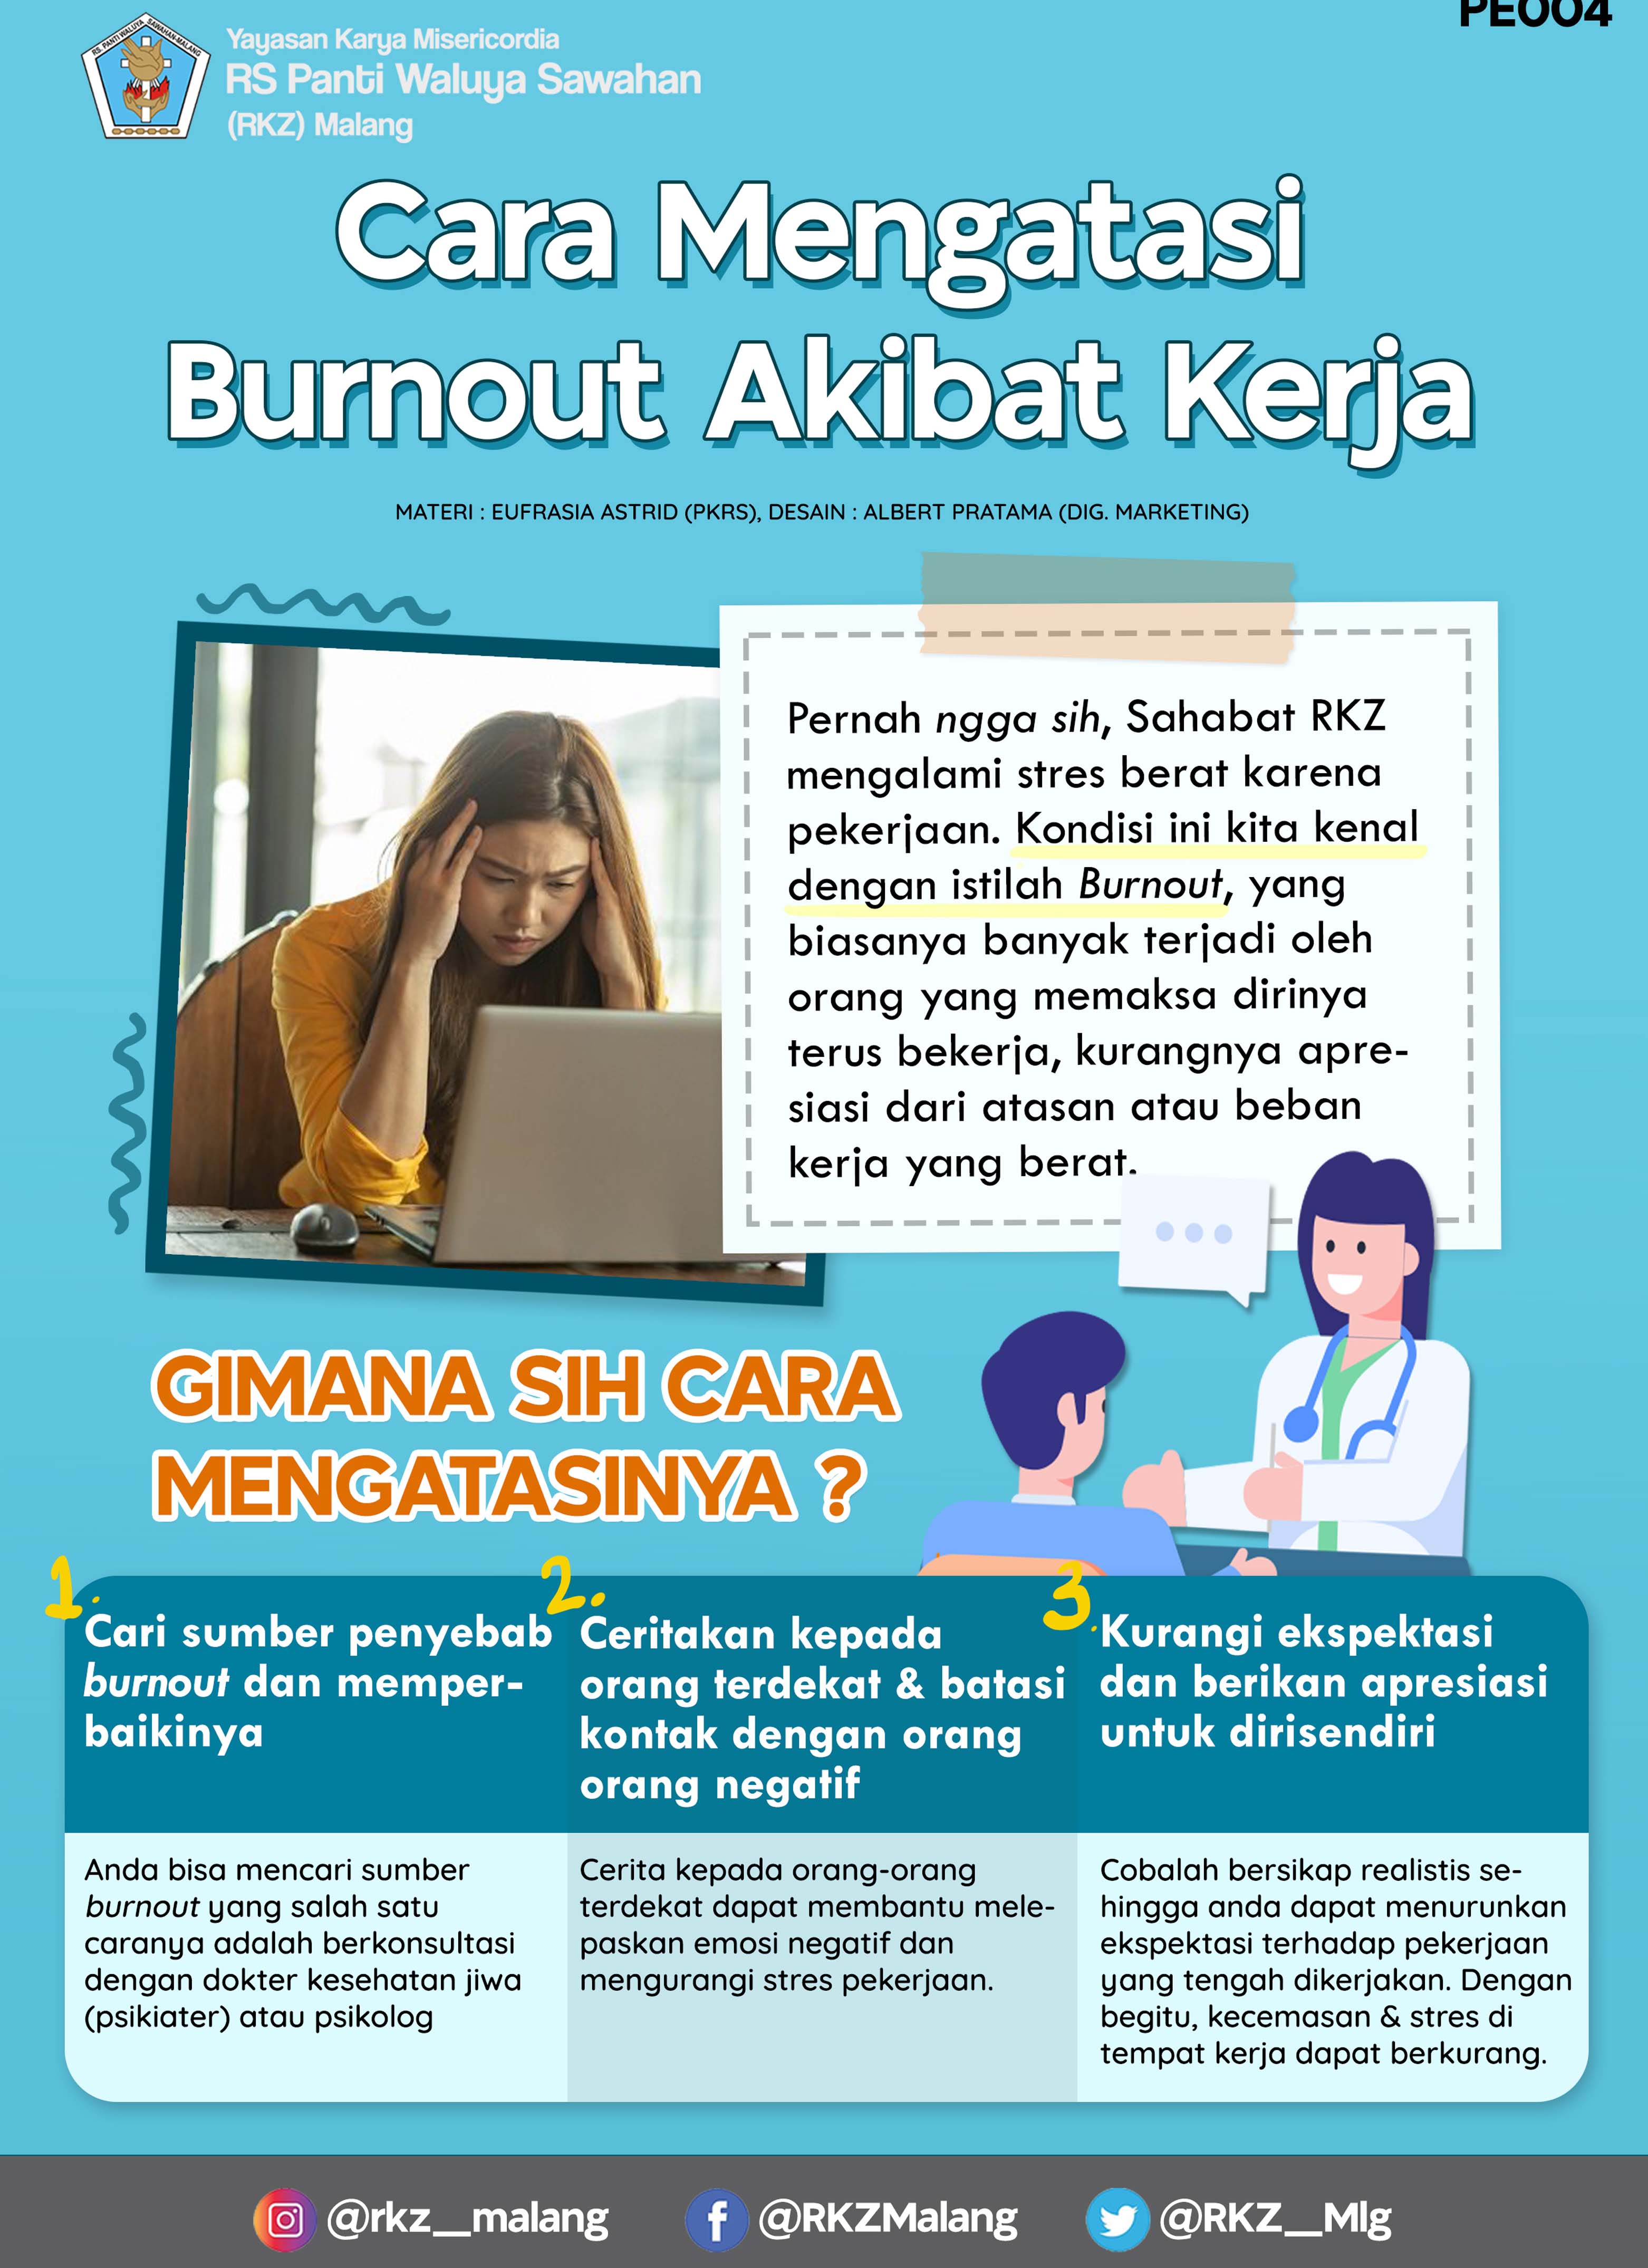 PE004
RS. PANTI WALUYA SAWAHAN-MALANG
Yayasan Karya Misericordia
RS Panti Waluya Sawahan
(RKZ) Malang
Cara Mengatasi
Burnout Akibat Kerja
MATERI : EUFRASIA ASTRID (PKRS), DESAIN : ALBERT PRATAMA (DIG. MARKETING)
Pernah ngga sih, Sahabat RKZ
mengalami stres berat karena
pekerjaan. Kondisi ini kita kenal
dengan istilah Burnout, yang
biasanya banyak terjadi oleh
orang yang memaksa dirinya
terus bekerja, kurangnya apre-
siasi dari atasan atau beban
kerja yang berat.
GIMANA SIH CARA
MENGATASINYA ?
1.
Cari sumber penyebab
burnout dan memper-
baikinya
Anda bisa mencari sumber
burnout yang salah satu
caranya adalah berkonsultasi
dengan dokter kesehatan jiwa
(psikiater) atau psikolog
2.
Ceritakan kepada
orang terdekat & batasi
kontak dengan orang
orang negatif
Cerita kepada orang-orang
terdekat dapat membantu mele-
paskan emosi negatif dan
mengurangi stres pekerjaan.
3.
Kurangi ekspektasi
dan berikan apresiasi
untuk dirisendiri
Cobalah bersikap realistis se-
hingga anda dapat menurunkan
ekspektasi terhadap pekerjaan
yang tengah dikerjakan. Dengan
begitu, kecemasan & stres di
tempat kerja dapat berkurang.
@rkz__malang
@RKZMalang
@RKZ__Mlg